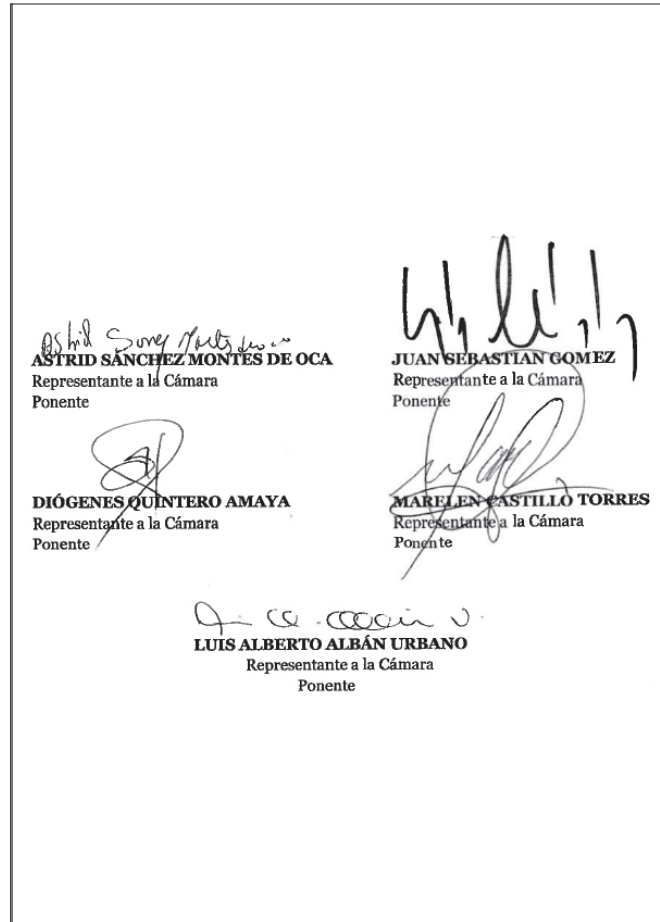 ASTRID SÁNCHEZ MONTES DE OCA
Representante a la Cámara
Ponente
JUAN SEBASTIAN GOMEZ
Representante a la Cámara
Ponente
DIÓGENES QUINTERO AMAYA
Representante a la Cámara
Ponente
MARELEN CASTILLO TORRES
Representante a la Cámara
Ponente
LUIS ALBERTO ALBÁN URBANO
Representante a la Cámara
Ponente